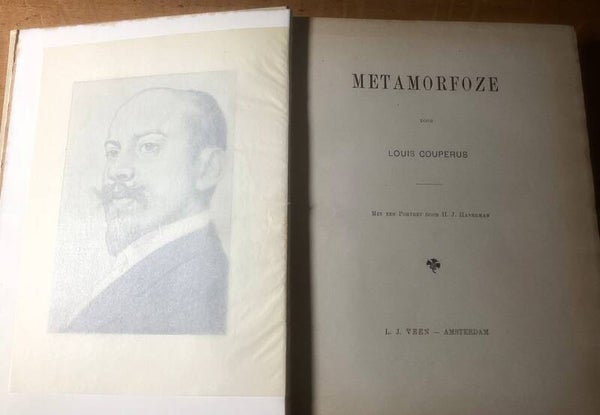 METAMORFOZE
DOOR
LOUIS COUPERUS
MET EEN PORTRET DOOR H. J. HAVERMAN
L. J. VEEN — AMSTERDAM